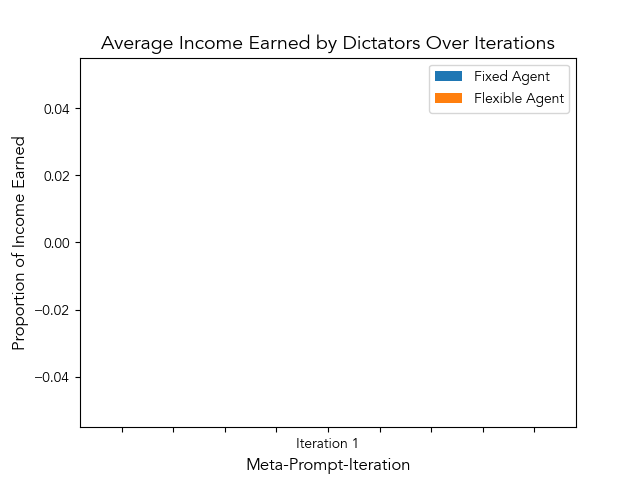 Average Income Earned by Dictators Over Iterations
Fixed Agent
Flexible Agent
0.04
0.02
0.00
−0.02
−0.04
Proportion of Income Earned
Iteration 1
Meta-Prompt-Iteration